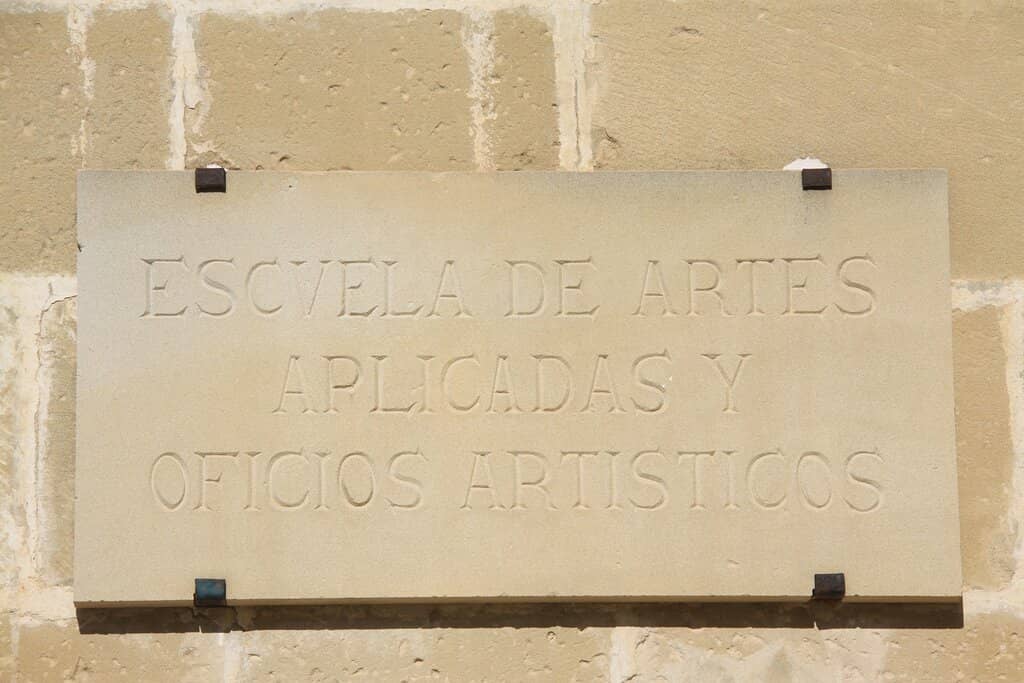 ESCVELA DE ARTES
APLICADAS Y
OFICIOS ARTISTICOS